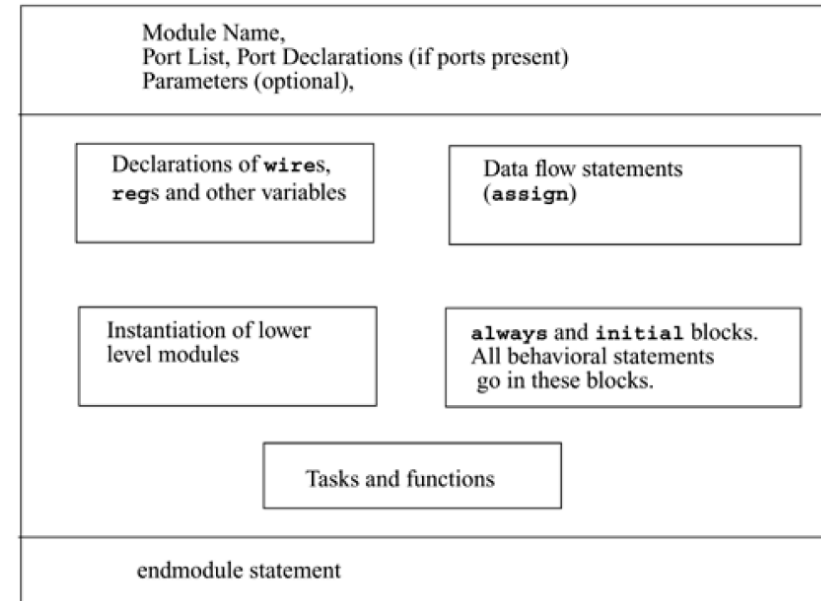 Module Name,
Port List, Port Declarations (if ports present)
Parameters (optional),
Declarations of wires,
regs and other variables
Data flow statements
(assign)
Instantiation of lower
level modules
always and initial blocks.
All behavioral statements
go in these blocks.
Tasks and functions
endmodule statement